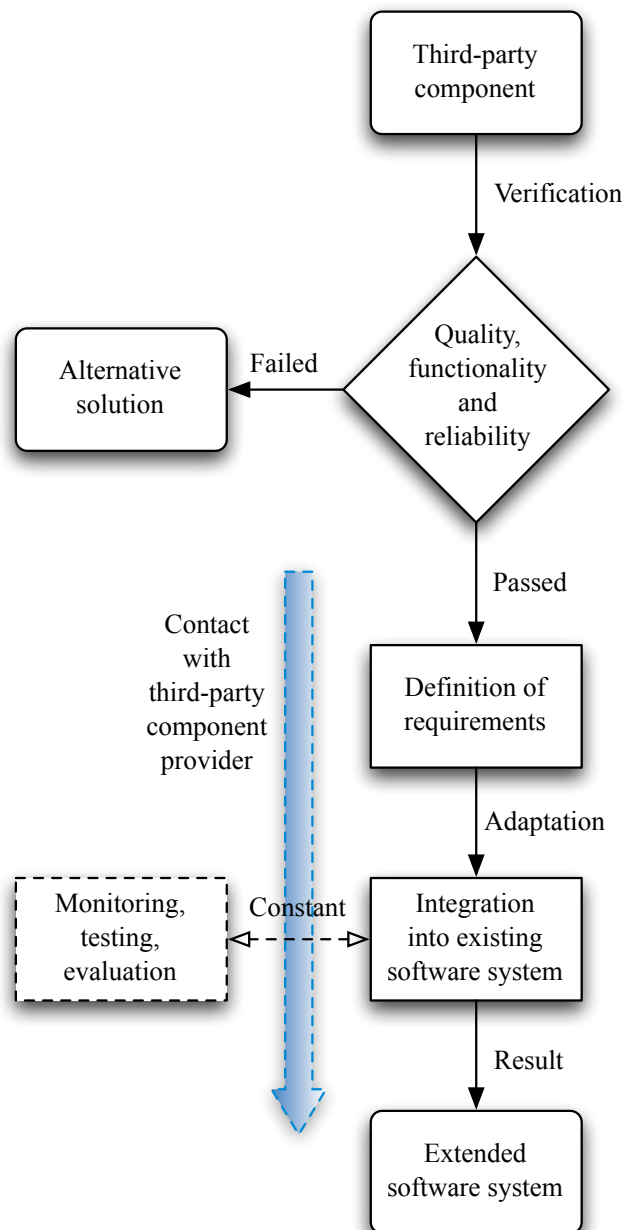 Third-party
component
Verification
Quality,
functionality
and
reliability
Failed
Alternative
solution
Passed
Contact
with
third-party
component
provider
Definition of
requirements
Adaptation
Monitoring,
testing,
evaluation
Constant
Integration
into existing
software system
Result
Extended
software system